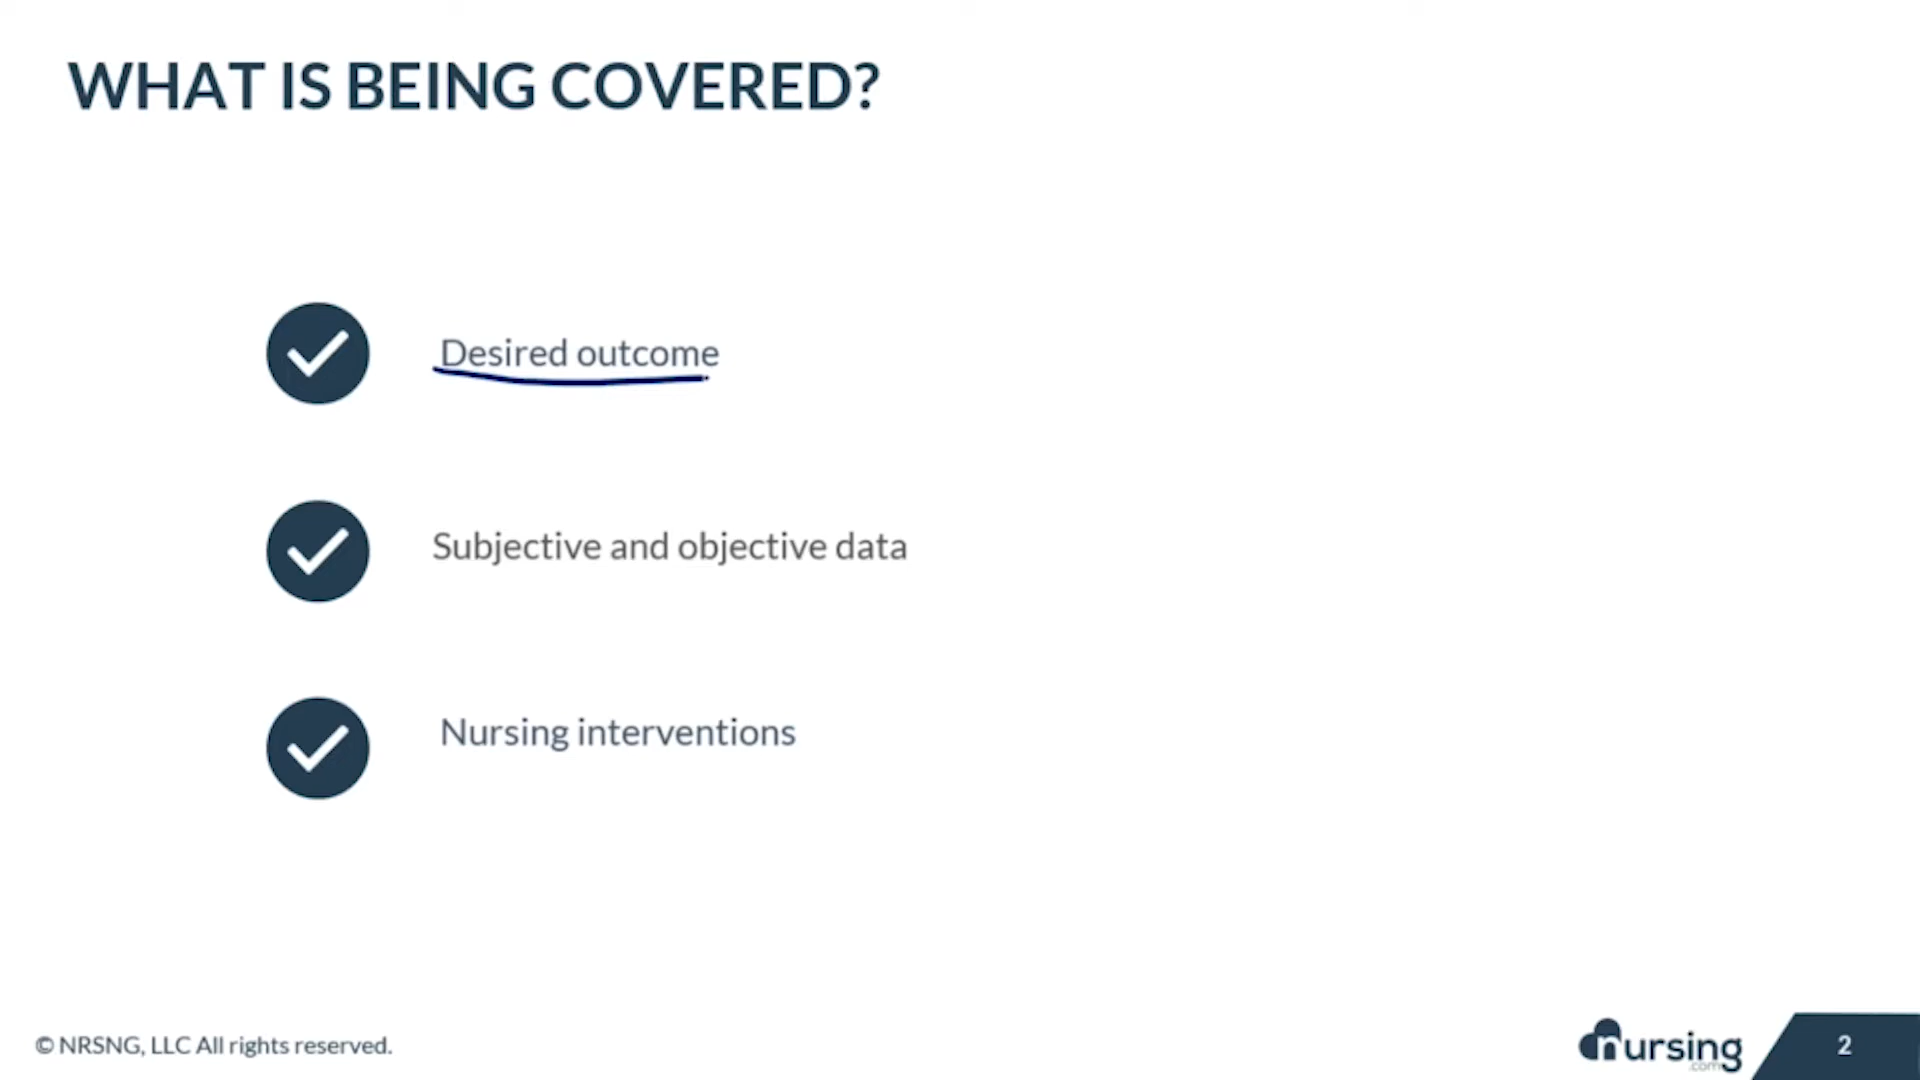 WHAT IS BEING COVERED?
Desired outcome
Subjective and objective data
Nursing interventions
© NRSNG, LLC All rights reserved.
nursing
.com
2